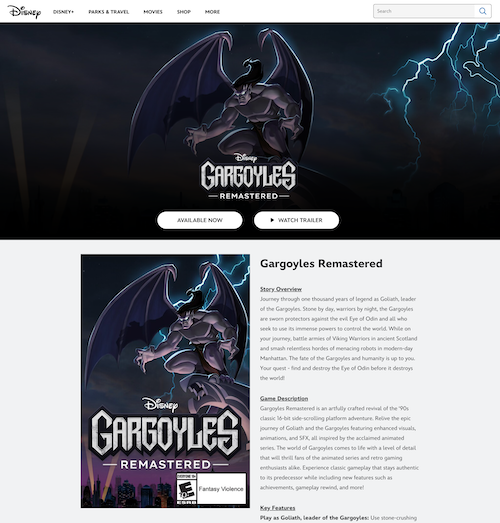 Disney DISNEY+ PARKS & TRAVEL MOVIES SHOP MORE Search
Disney
GARGOYLES
REMASTERED
AVAILABLE NOW WATCH TRAILER
Disney
GARGOYLES
REMASTERED
EVERYONE 10+
E 10+
ESRB
Fantasy Violence
Gargoyles Remastered
Story Overview
Journey through one thousand years of legend as Goliath, leader
of the Gargoyles. Stone by day, warriors by night, the Gargoyles
are sworn protectors against the evil Eye of Odin and all who
seek to use its immense powers to control the world. While on
your journey, battle armies of Viking Warriors in ancient Scotland
and smash relentless hordes of menacing robots in modern-day
Manhattan. The fate of the Gargoyles and humanity is up to you.
Your quest - find and destroy the Eye of Odin before it destroys
the world!
Game Description
Gargoyles Remastered is an artfully crafted revival of the '90s
classic 16-bit side-scrolling platform adventure. Relive the epic
journey of Goliath and the Gargoyles featuring enhanced visuals,
animations, and SFX, all inspired by the acclaimed animated
series. The world of Gargoyles comes to life with a level of detail
that will thrill fans of the animated series and retro gaming
enthusiasts alike. Experience classic gameplay that stays authentic
to its predecessor while including new features such as
achievements, gameplay rewind, and more!
Key Features
Play as Goliath, leader of the Gargoyles: Use stone-crushing